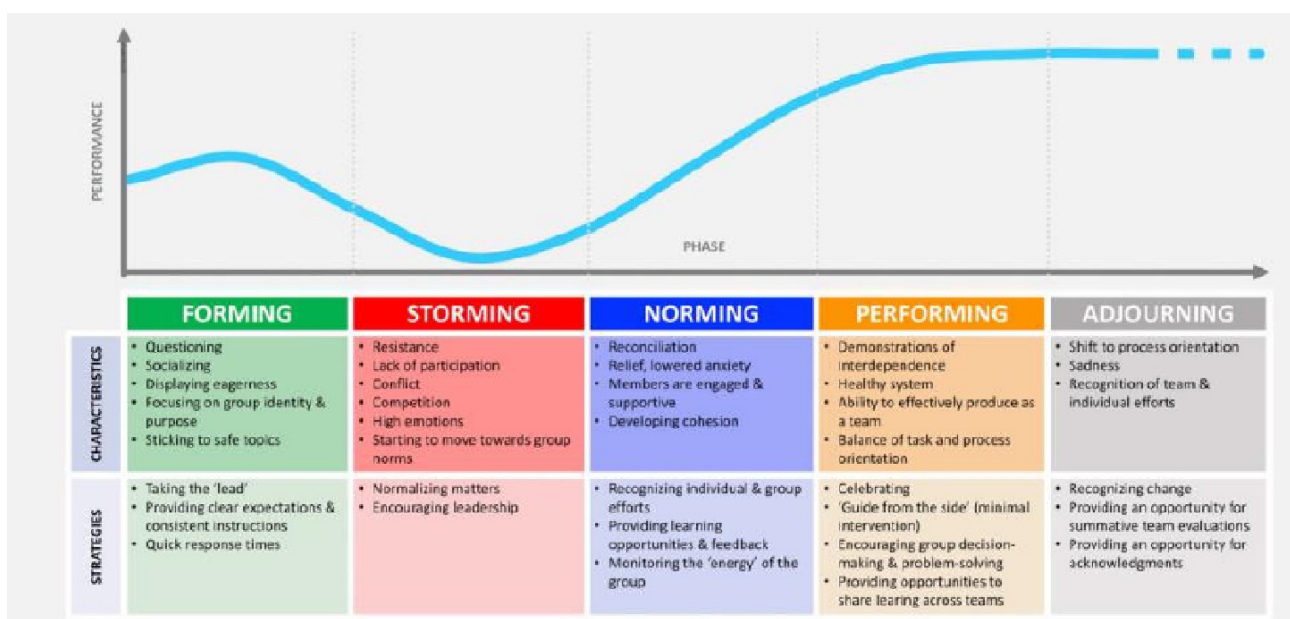 PERFORMANCE
PHASE
FORMING
STORMING
NORMING
PERFORMING
ADJOURNING
CHARACTERISTICS
• Questioning
• Socializing
• Displaying eagerness
• Focusing on group identity &
purpose
• Sticking to safe topics
• Resistance
• Lack of participation
• Conflict
• Competition
• High emotions
• Starting to move towards group
norms
• Reconciliation
• Relief, lowered anxiety
• Members are engaged &
supportive
• Developing cohesion
• Demonstrations of
interdependence
• Healthy system
• Ability to effectively produce as
a team
• Balance of task and process
orientation
• Shift to process orientation
• Sadness
• Recognition of team &
individual efforts
STRATEGIES
• Taking the ‘lead’
• Providing clear expectations &
consistent instructions
• Quick response times
• Normalizing matters
• Encouraging leadership
• Recognizing individual & group
efforts
• Providing learning
opportunities & feedback
• Monitoring the ‘energy’ of the
group
• Celebrating
• ‘Guide from the side’ (minimal
intervention)
• Encouraging group decision-
making & problem-solving
• Providing opportunities to
share learing across teams
• Recognizing change
• Providing an opportunity for
summative team evaluations
• Providing an opportunity for
acknowledgments